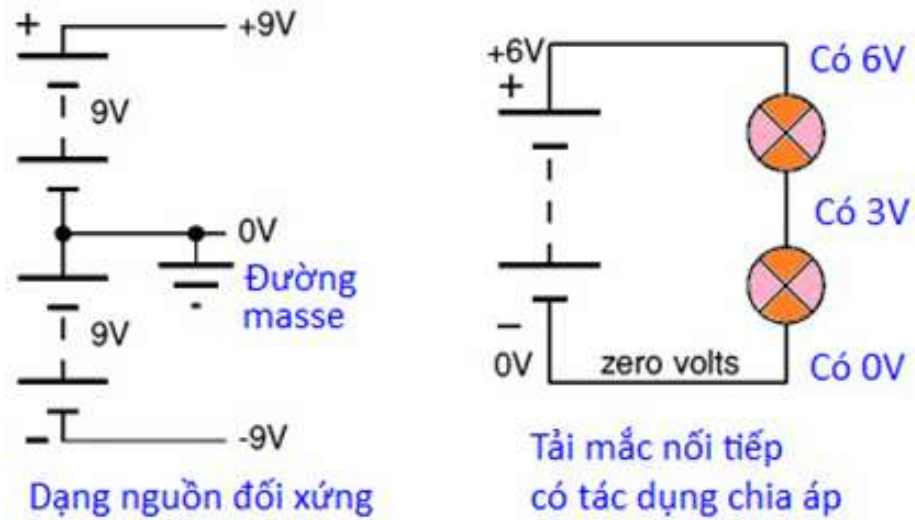 +
+9V
9V
0V
Đường
masse
9V
-
-9V
Dạng nguồn đối xứng
+6V
+
Có 6V
Có 3V
–
0V
zero volts
Có 0V
Tải mắc nối tiếp
có tác dụng chia áp